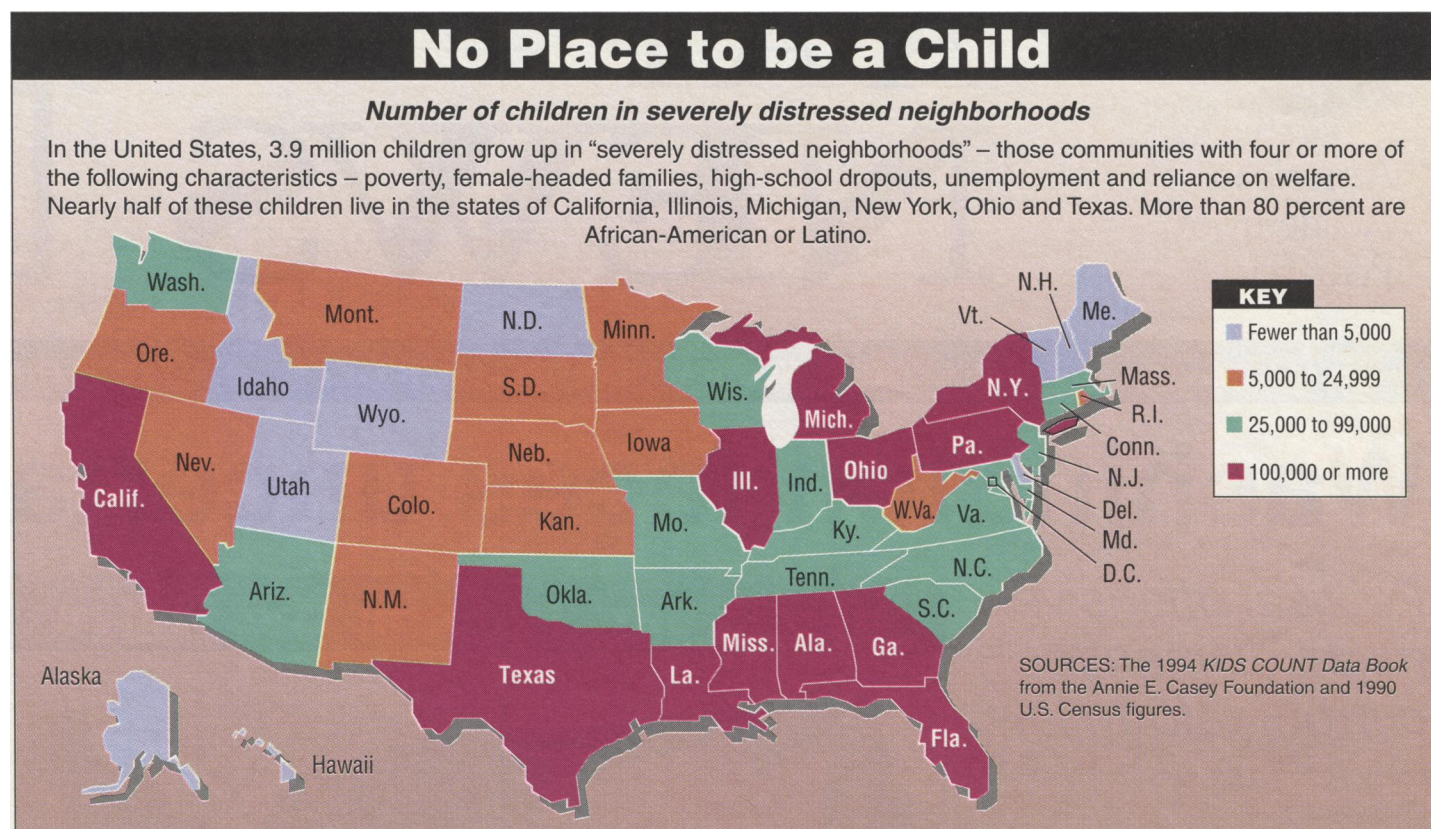 No Place to be a Child
Number of children in severely distressed neighborhoods
In the United States, 3.9 million children grow up in “severely distressed neighborhoods” – those communities with four or more of
the following characteristics – poverty, female-headed families, high-school dropouts, unemployment and reliance on welfare.
Nearly half of these children live in the states of California, Illinois, Michigan, New York, Ohio and Texas. More than 80 percent are
African-American or Latino.
Wash.
Ore.
Calif.
Nev.
Idaho
Mont.
Wyo.
Utah
Ariz.
Colo.
N.M.
N.D.
S.D.
Neb.
Kan.
Okla.
Texas
Minn.
Iowa
Mo.
Ark.
La.
Wis.
Ill.
Mich.
Ind.
Ohio
Ky.
Tenn.
Miss.
Ala.
Ga.
Fla.
S.C.
N.C.
Va.
W.Va.
Pa.
N.Y.
Vt.
N.H.
Me.
Mass.
R.I.
Conn.
N.J.
Del.
Md.
D.C.
Alaska
Hawaii
KEY
Fewer than 5,000
5,000 to 24,999
25,000 to 99,000
100,000 or more
SOURCES: The 1994 KIDS COUNT Data Book
from the Annie E. Casey Foundation and 1990
U.S. Census figures.